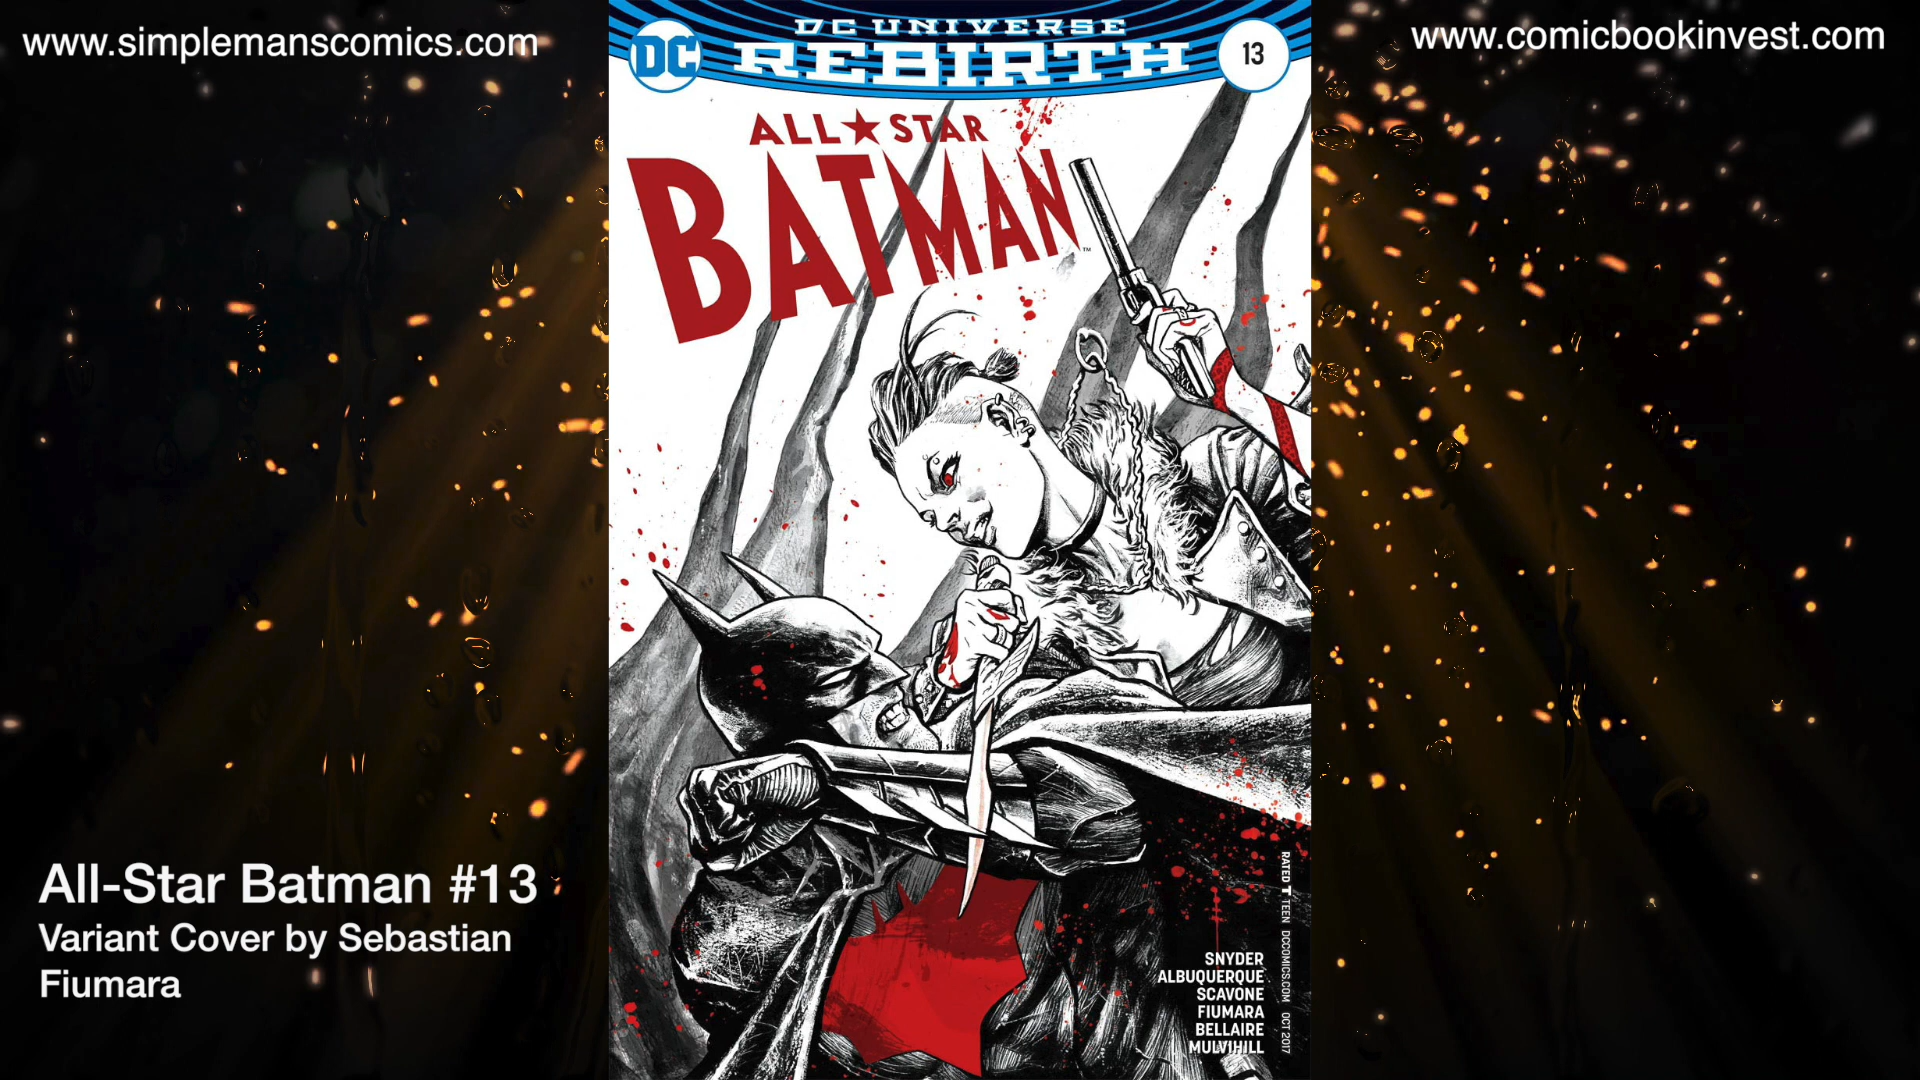 www.simplemanscomics.com
www.comicbookinvest.com
DC UNIVERSE
DC
REBIRTH
13
ALL★STAR
BATMAN
™
RATED T TEEN DCCOMICS.COM OCT 2017
SNYDER
ALBUQUERQUE
SCAVONE
FIUMARA
BELLAIRE
MULVIHILL
All-Star Batman #13
Variant Cover by Sebastian
Fiumara